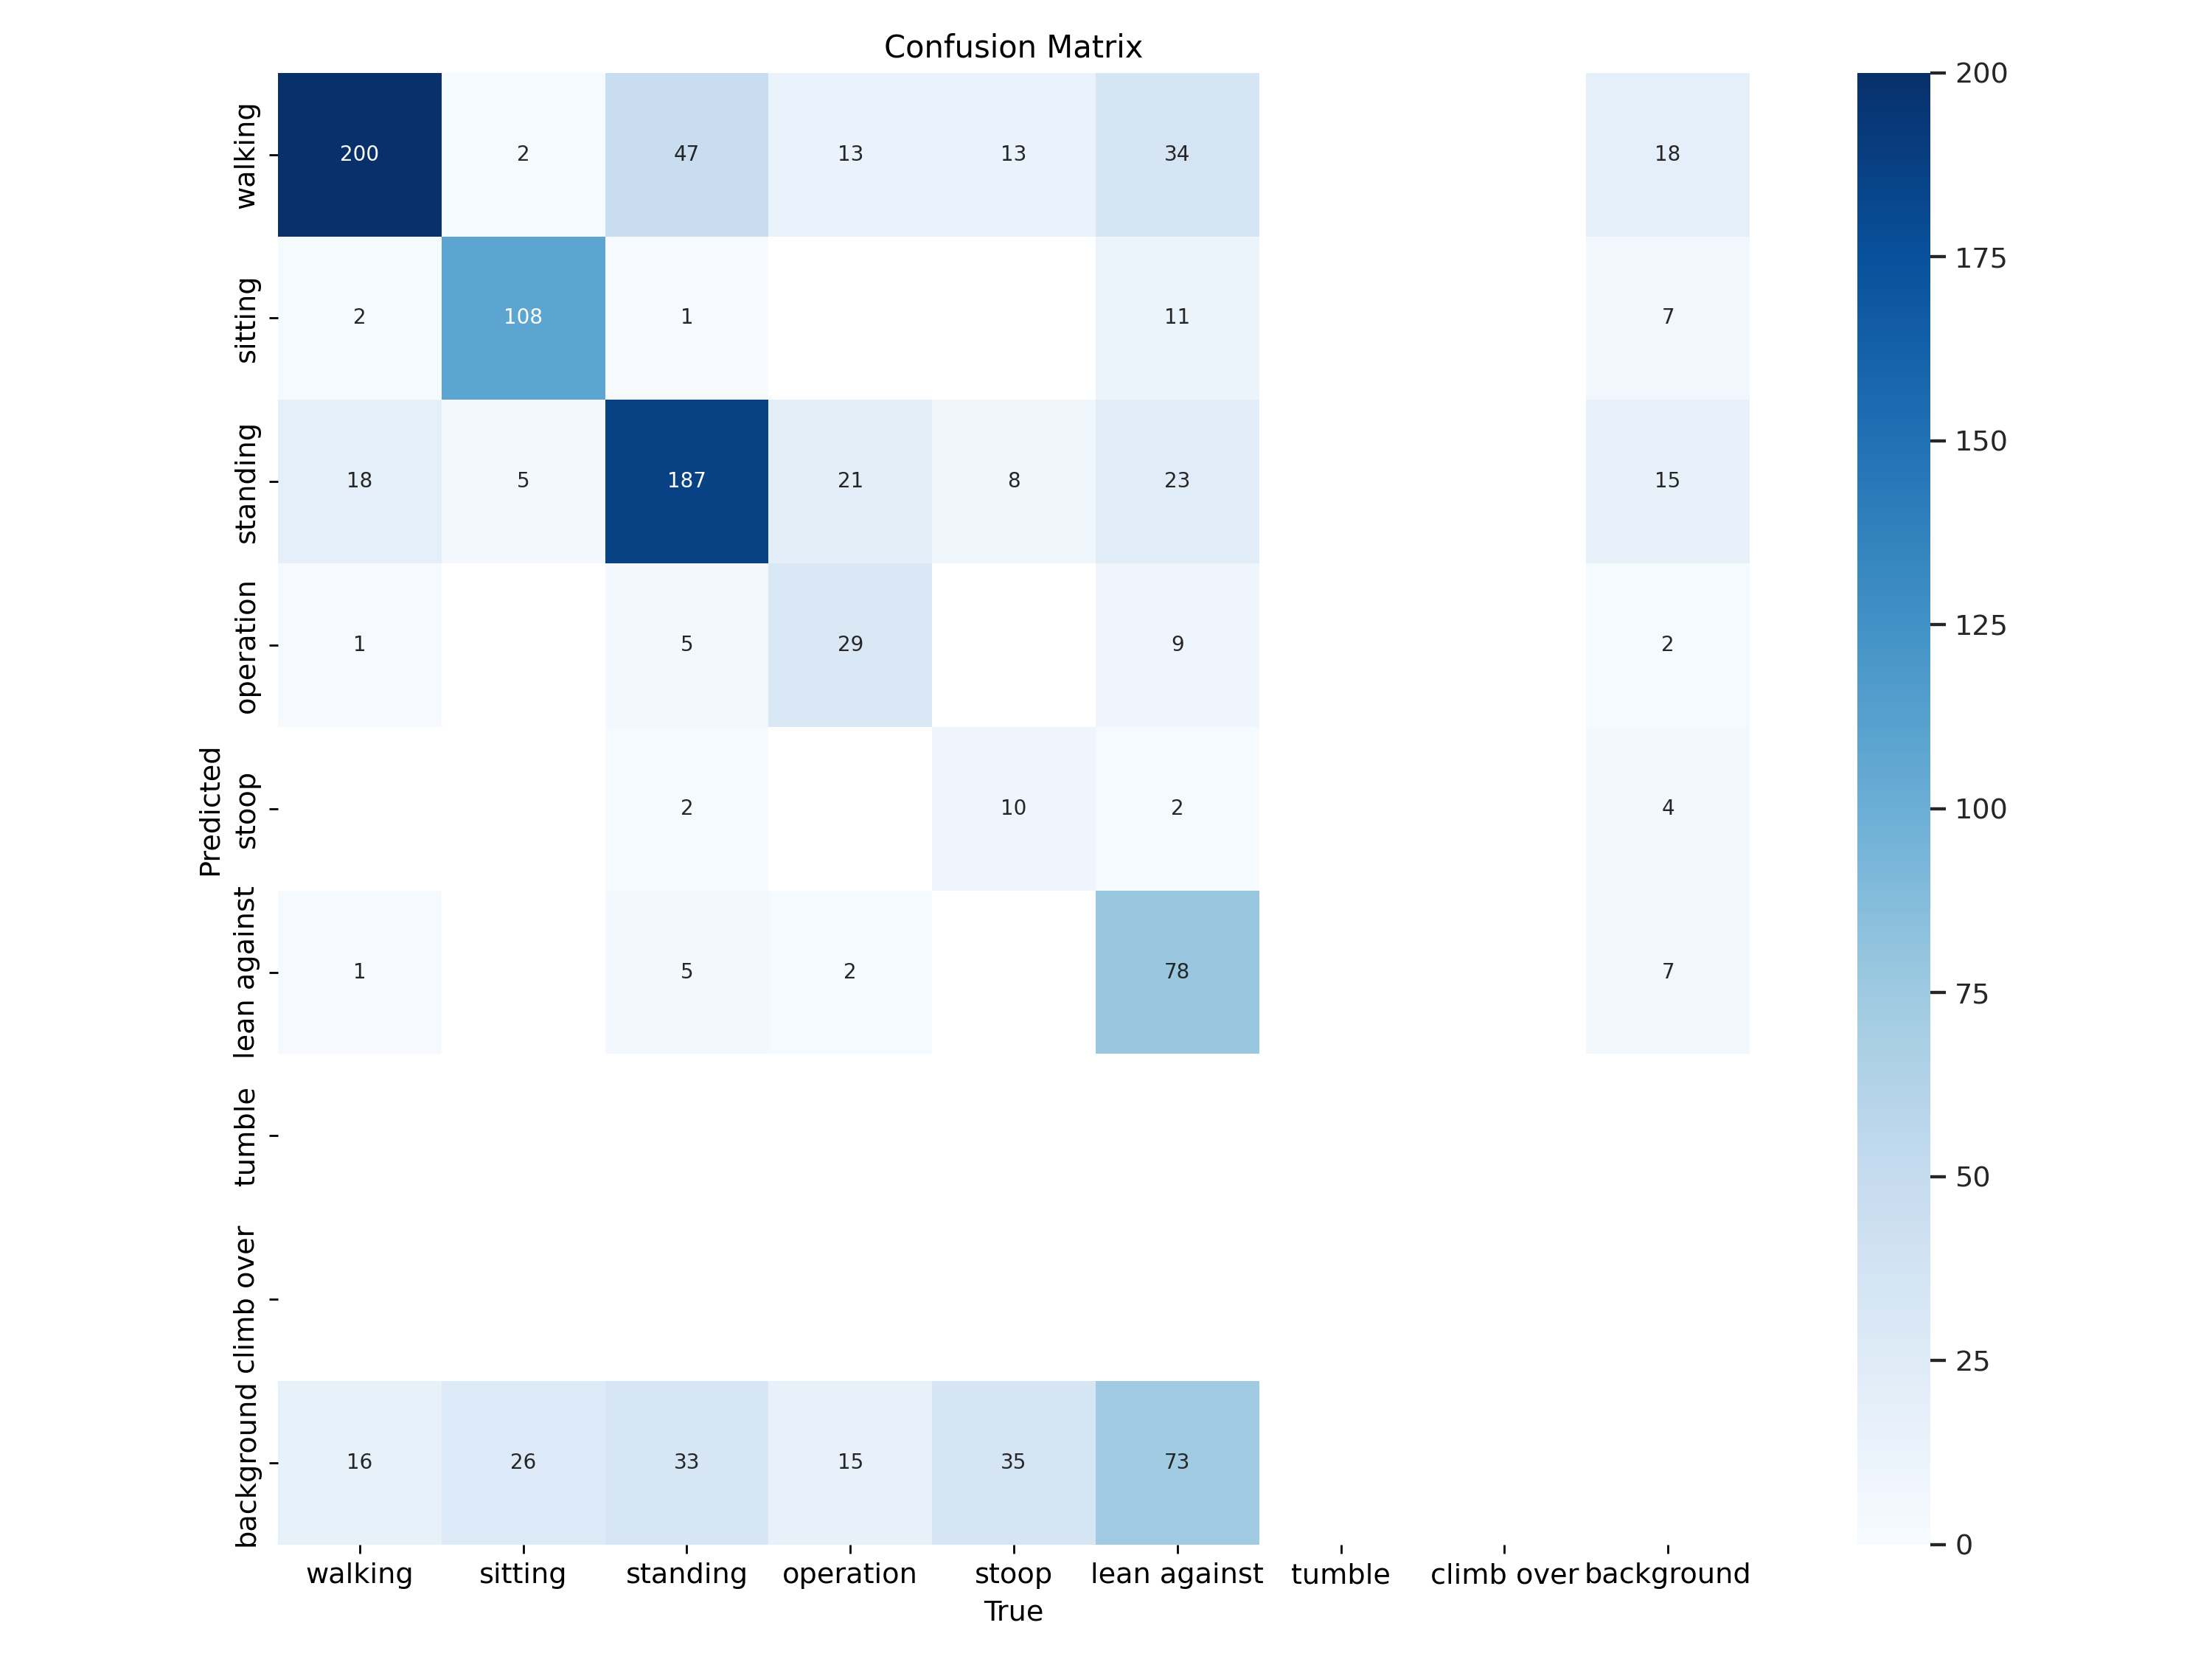 Confusion Matrix
walking 200 2 47 13 13 34 18
sitting 2 108 1 11 7
standing 18 5 187 21 8 23 15
operation 1 5 29 9 2
stoop 2 10 2 4
lean against 1 5 2 78 7
tumble
climb over
background 16 26 33 15 35 73
Predicted
walking sitting standing operation stoop lean against tumble climb over background
True
200
175
150
125
100
75
50
25
0